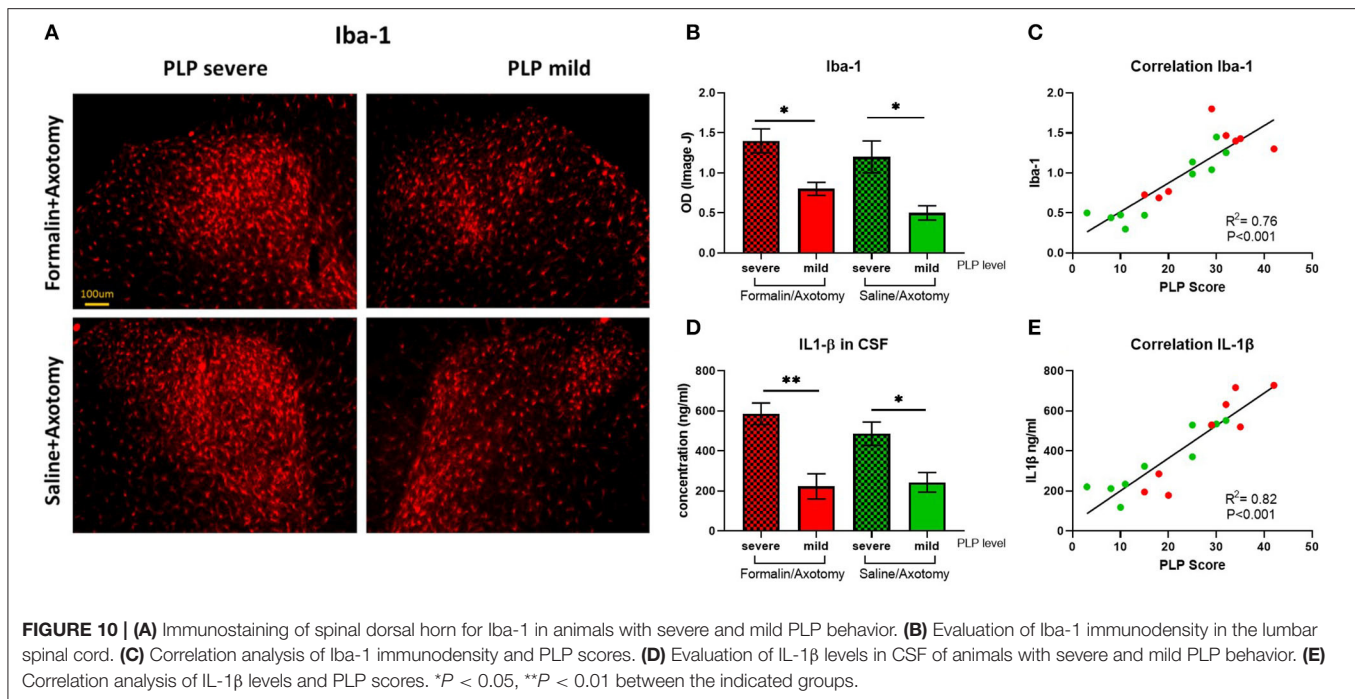 A
Iba-1
PLP severe
PLP mild
Formalin+Axotomy
100um
Saline+Axotomy
B
Iba-1
OD (Image J)
2.0
1.5
1.0
0.5
0.0
*
*
severe mild severe mild PLP level
Formalin/Axotomy Saline/Axotomy
C
Correlation Iba-1
Iba-1
2.0
1.5
1.0
0.5
0.0
R²= 0.76
P<0.001
0 10 20 30 40 50
PLP Score
D
IL1-β in CSF
concentration (ng/ml)
800
600
400
200
0
**
*
severe mild severe mild PLP level
Formalin/Axotomy Saline/Axotomy
E
Correlation IL-1β
IL1β ng/ml
800
600
400
200
0
R²= 0.82
P<0.001
0 10 20 30 40 50
PLP Score
FIGURE 10 | (A) Immunostaining of spinal dorsal horn for Iba-1 in animals with severe and mild PLP behavior. (B) Evaluation of Iba-1 immunodensity in the lumbar
spinal cord. (C) Correlation analysis of Iba-1 immunodensity and PLP scores. (D) Evaluation of IL-1β levels in CSF of animals with severe and mild PLP behavior. (E)
Correlation analysis of IL-1β levels and PLP scores. *P < 0.05, **P < 0.01 between the indicated groups.